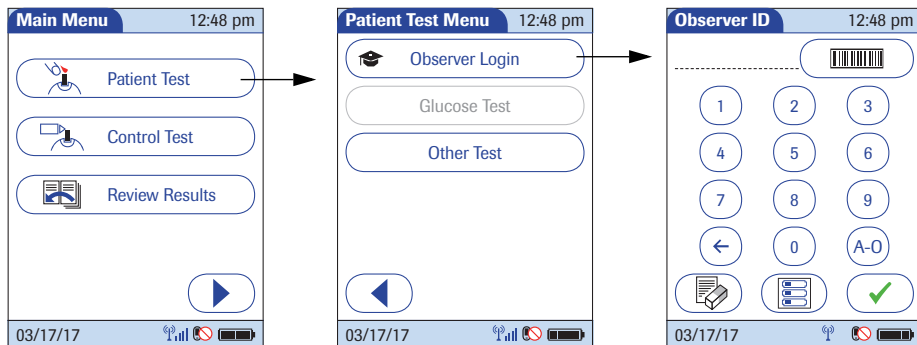 Main Menu 12:48 pm
Patient Test
Control Test
Review Results
03/17/17
Patient Test Menu 12:48 pm
Observer Login
Glucose Test
Other Test
03/17/17
Observer ID 12:48 pm
1 2 3
4 5 6
7 8 9
0 A-O
03/17/17